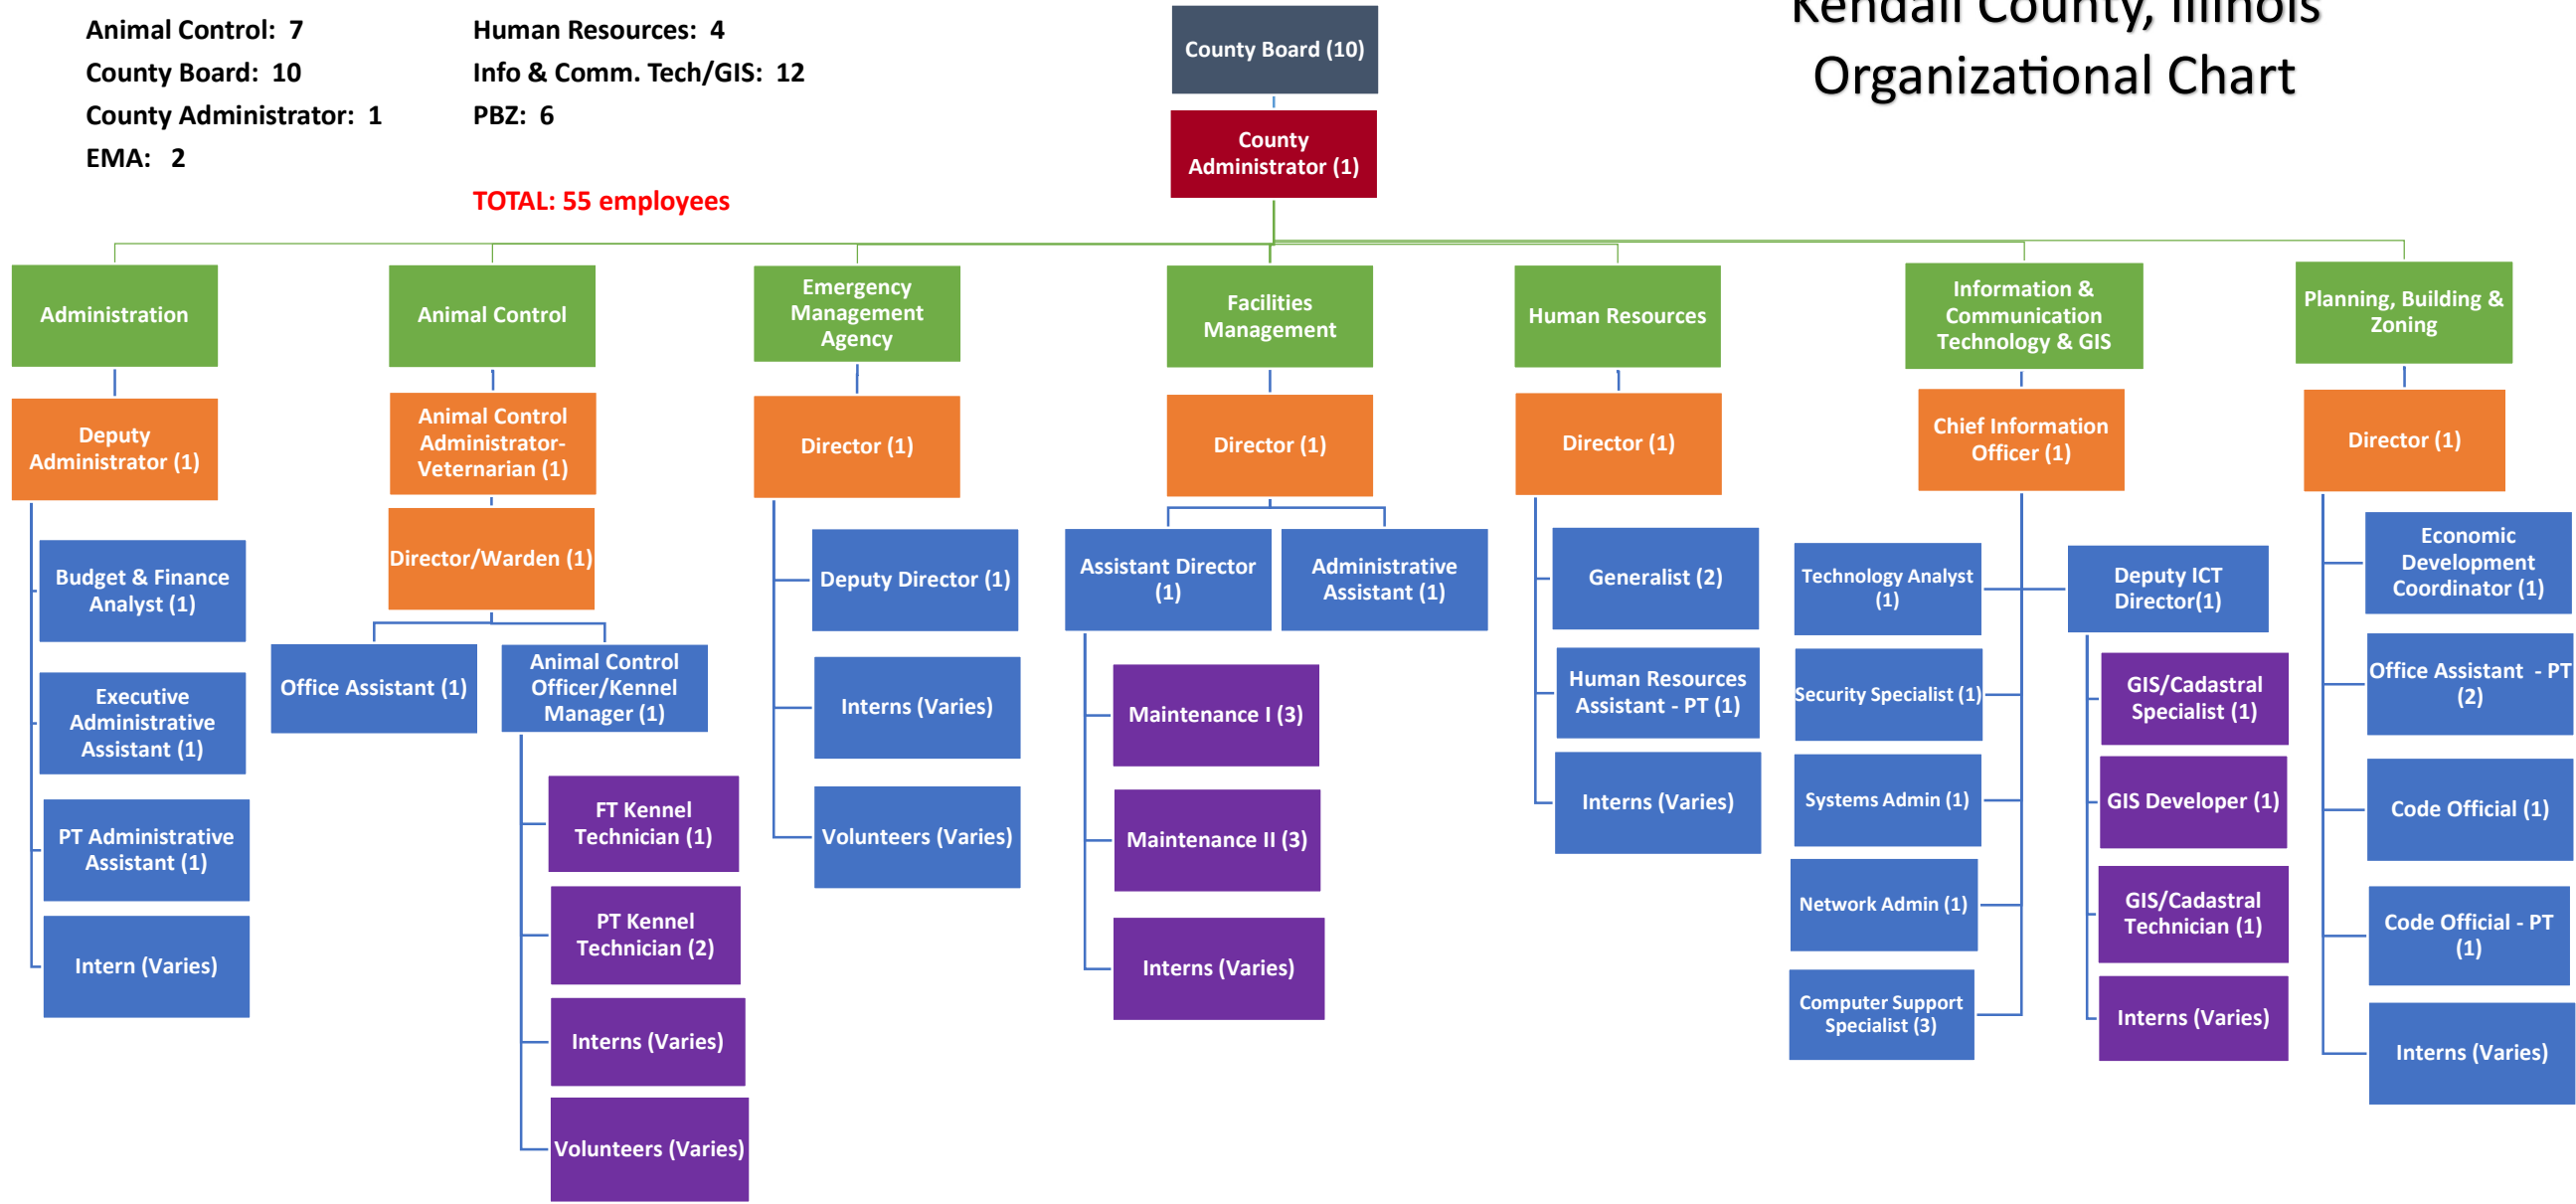 Kendall County, Illinois
Organizational Chart
Animal Control:  7
County Board:  10
County Administrator:  1
EMA:   2
Human Resources:  4
Info & Comm. Tech/GIS:  12
PBZ:  6
TOTAL: 55 employees
County Board (10)
County
Administrator (1)
Administration
Deputy
Administrator (1)
Budget & Finance
Analyst (1)
Executive
Administrative
Assistant (1)
PT Administrative
Assistant (1)
Intern (Varies)
Animal Control
Animal Control
Administrator-
Veternarian (1)
Director/Warden (1)
Office Assistant (1)
Animal Control
Officer/Kennel
Manager (1)
FT Kennel
Technician (1)
PT Kennel
Technician (2)
Interns (Varies)
Volunteers (Varies)
Emergency
Management
Agency
Director (1)
Deputy Director (1)
Interns (Varies)
Volunteers (Varies)
Facilities
Management
Director (1)
Assistant Director
(1)
Administrative
Assistant (1)
Maintenance I (3)
Maintenance II (3)
Interns (Varies)
Human Resources
Director (1)
Generalist (2)
Human Resources
Assistant - PT (1)
Interns (Varies)
Information &
Communication
Technology & GIS
Chief Information
Officer (1)
Technology Analyst
(1)
Security Specialist (1)
Systems Admin (1)
Network Admin (1)
Computer Support
Specialist (3)
Deputy ICT
Director(1)
GIS/Cadastral
Specialist (1)
GIS Developer (1)
GIS/Cadastral
Technician (1)
Interns (Varies)
Planning, Building &
Zoning
Director (1)
Economic
Development
Coordinator (1)
Office Assistant  - PT
(2)
Code Official (1)
Code Official - PT
(1)
Interns (Varies)